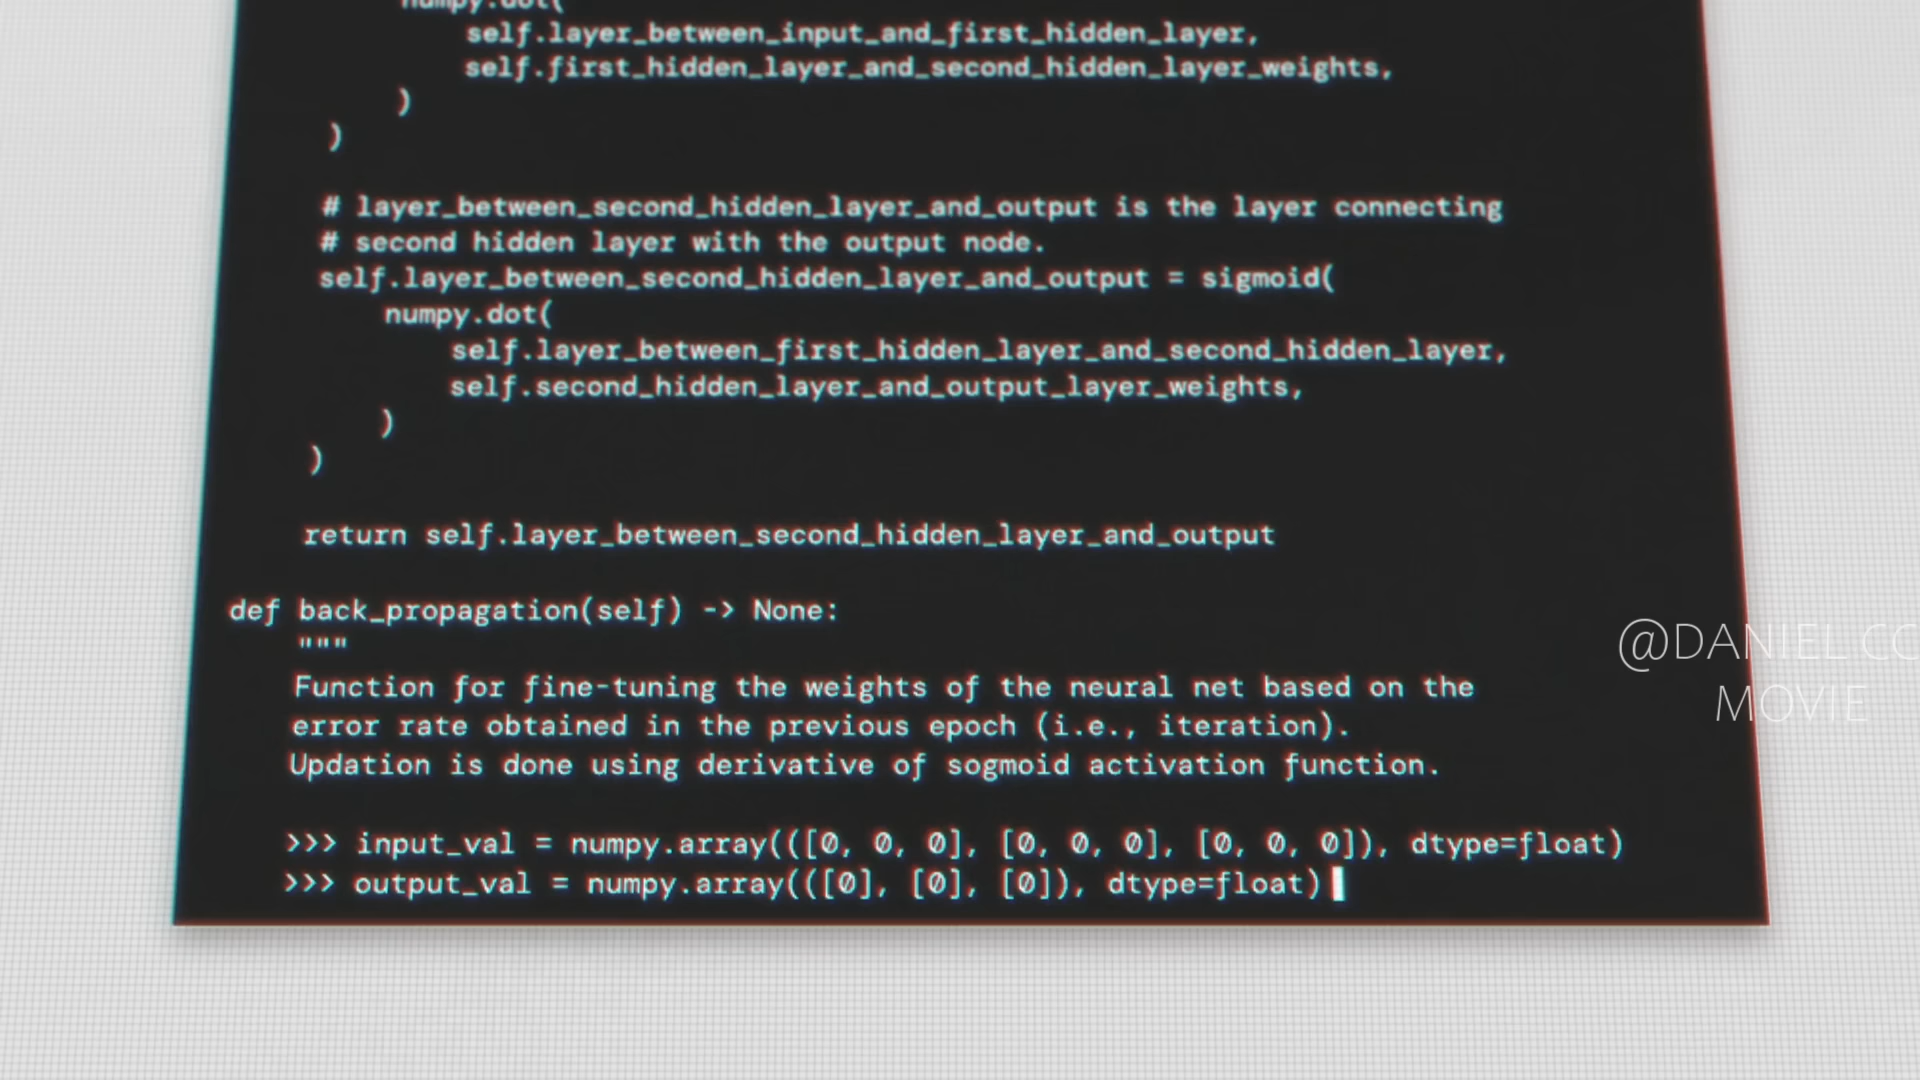 numpy.dot(
self.layer_between_input_and_first_hidden_layer,
self.first_hidden_layer_and_second_hidden_layer_weights,
)
)
# layer_between_second_hidden_layer_and_output is the layer connecting
# second hidden layer with the output node.
self.layer_between_second_hidden_layer_and_output = sigmoid(
numpy.dot(
self.layer_between_first_hidden_layer_and_second_hidden_layer,
self.second_hidden_layer_and_output_layer_weights,
)
)
return self.layer_between_second_hidden_layer_and_output
def back_propagation(self) -> None:
"""
Function for fine-tuning the weights of the neural net based on the
error rate obtained in the previous epoch (i.e., iteration).
Updation is done using derivative of sogmoid activation function.
>>> input_val = numpy.array(([0, 0, 0], [0, 0, 0], [0, 0, 0]), dtype=float)
>>> output_val = numpy.array(([0], [0], [0]), dtype=float)
@DANIEL.CC
MOVIE